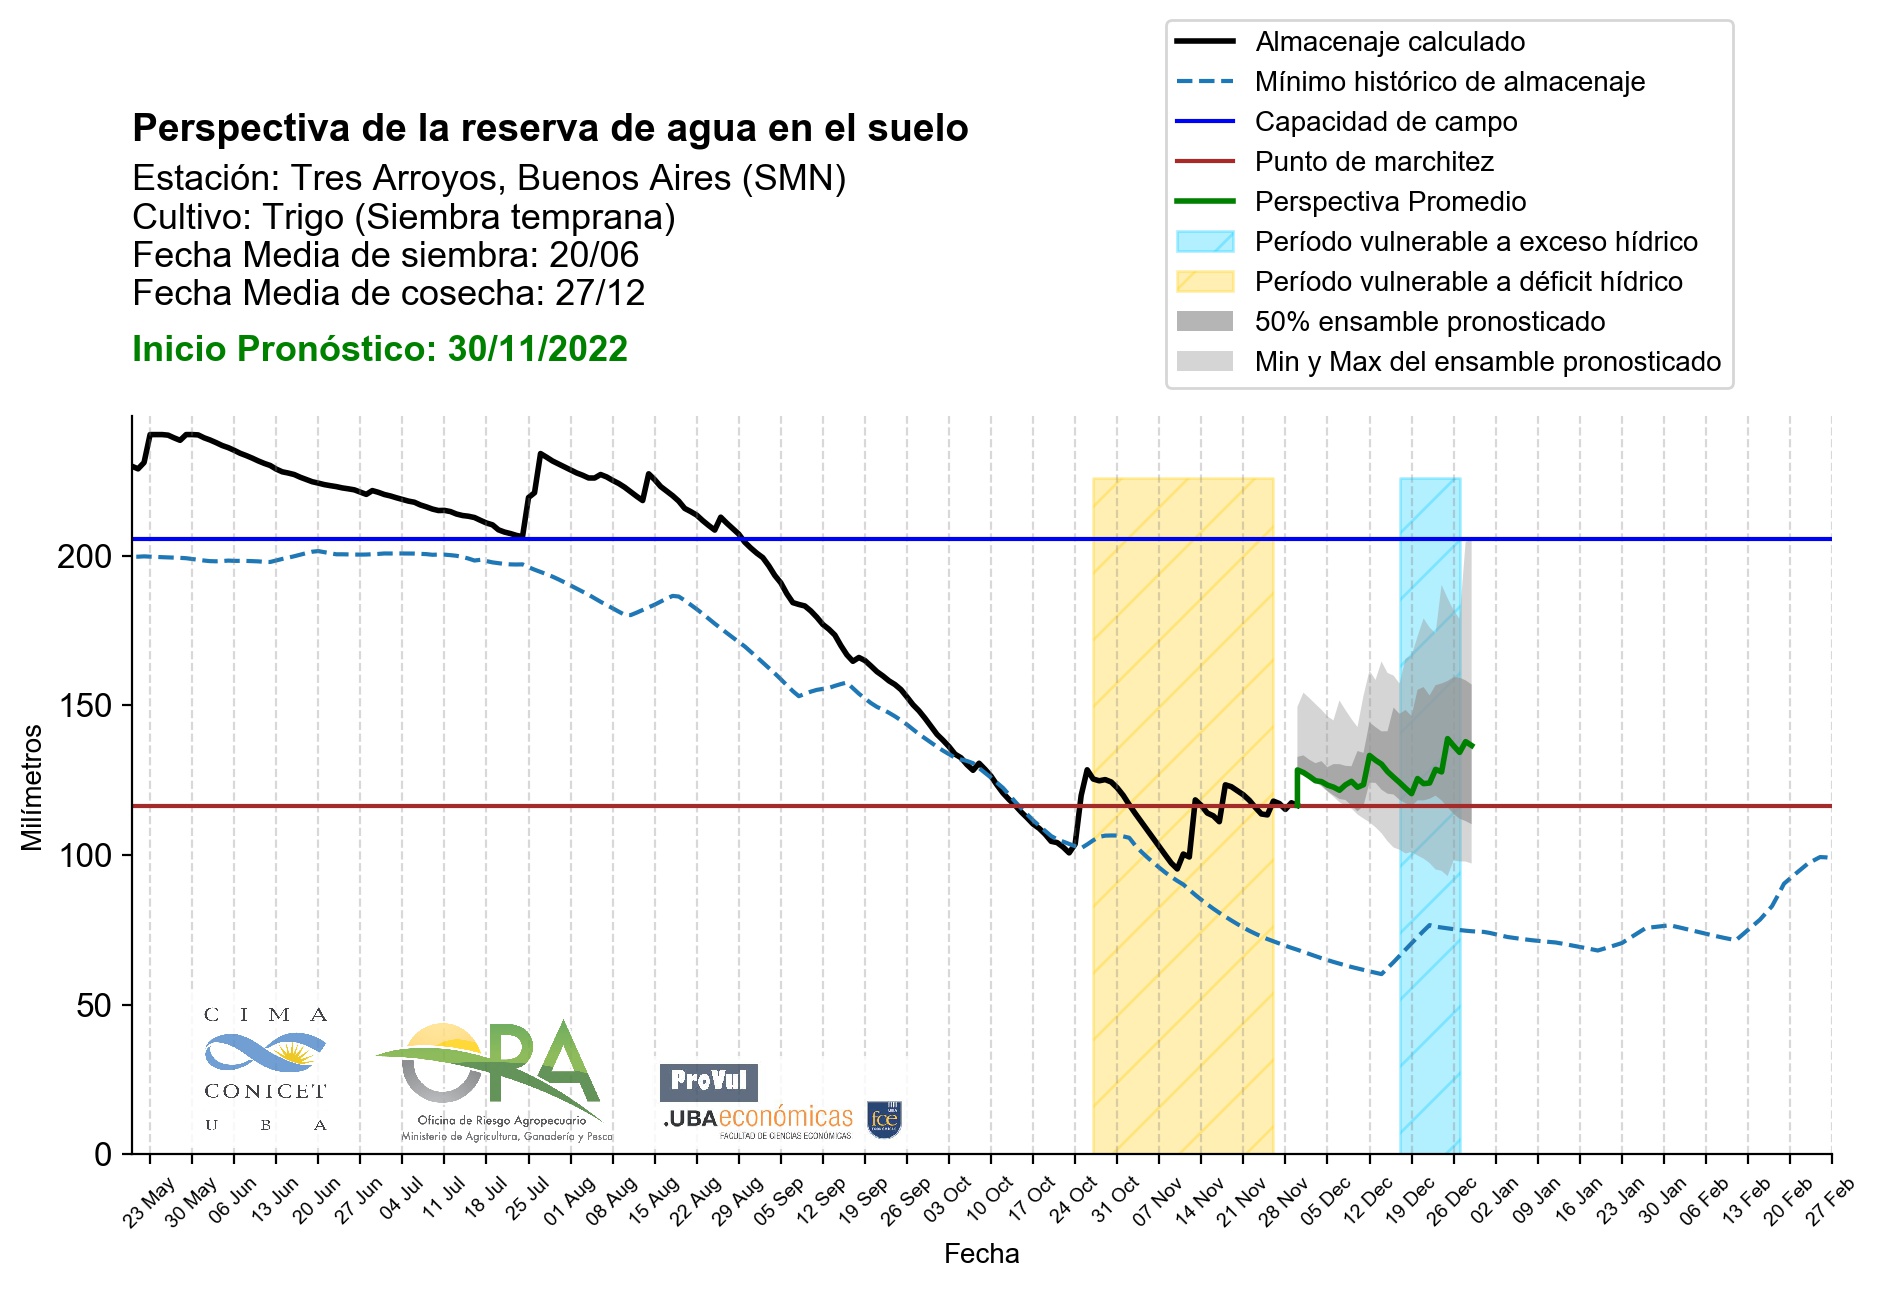 Almacenaje calculado
Mínimo histórico de almacenaje
Capacidad de campo
Punto de marchitez
Perspectiva Promedio
Período vulnerable a exceso hídrico
Período vulnerable a déficit hídrico
50% ensamble pronosticado
Min y Max del ensamble pronosticado
Perspectiva de la reserva de agua en el suelo
Estación: Tres Arroyos, Buenos Aires (SMN)
Cultivo: Trigo (Siembra temprana)
Fecha Media de siembra: 20/06
Fecha Media de cosecha: 27/12
Inicio Pronóstico: 30/11/2022
Milímetros
200
150
100
50
0
C I M A
CONICET
U B A
ORA
Oficina de Riesgo Agropecuario
Ministerio de Agricultura, Ganadería y Pesca
ProVul
.UBAeconómicas
FACULTAD DE CIENCIAS ECONÓMICAS
UBA
fce
ECONÓMICAS
23 May
30 May
06 Jun
13 Jun
20 Jun
27 Jun
04 Jul
11 Jul
18 Jul
25 Jul
01 Aug
08 Aug
15 Aug
22 Aug
29 Aug
05 Sep
12 Sep
19 Sep
26 Sep
03 Oct
10 Oct
17 Oct
24 Oct
31 Oct
07 Nov
14 Nov
21 Nov
28 Nov
05 Dec
12 Dec
19 Dec
26 Dec
02 Jan
09 Jan
16 Jan
23 Jan
30 Jan
06 Feb
13 Feb
20 Feb
27 Feb
Fecha